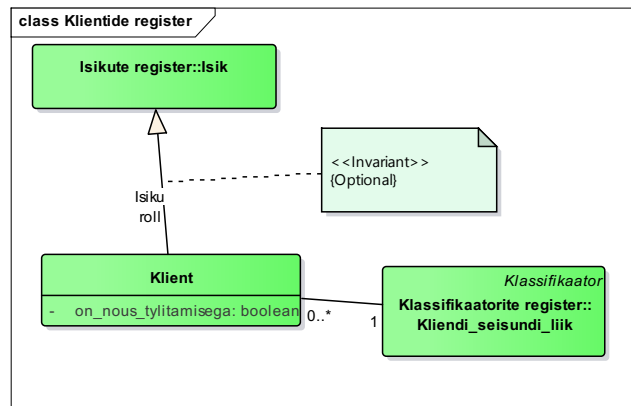 class Klientide register
Isikute register::Isik
<<Invariant>>
{Optional}
Isiku
roll
Klient
- on_nous_tylitamisega: boolean
0..*
1
Klassifikaator
Klassifikaatorite register::
Kliendi_seisundi_liik